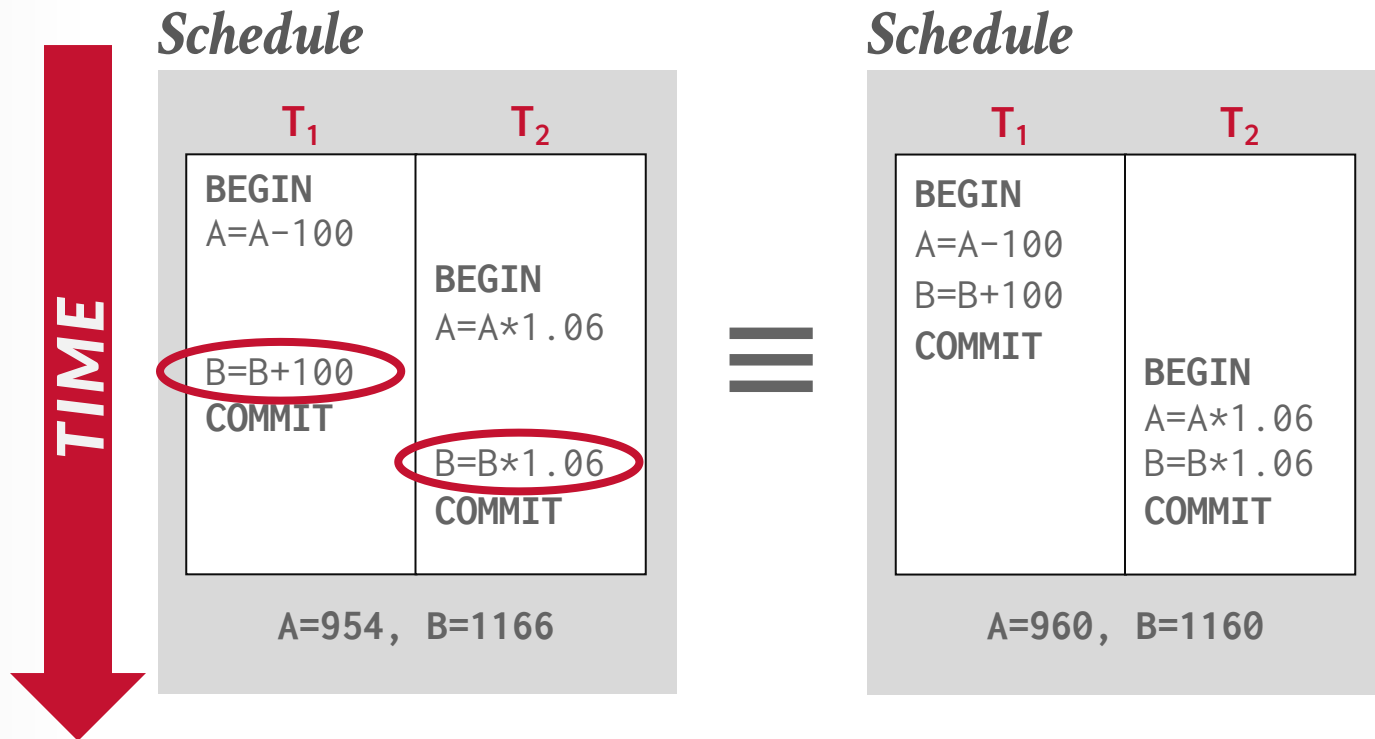 Schedule
T₁ T₂
BEGIN
A=A-100
BEGIN
A=A*1.06
B=B+100
COMMIT
B=B*1.06
COMMIT
A=954, B=1166
TIME
≡
Schedule
T₁ T₂
BEGIN
A=A-100
B=B+100
COMMIT
BEGIN
A=A*1.06
B=B*1.06
COMMIT
A=960, B=1160